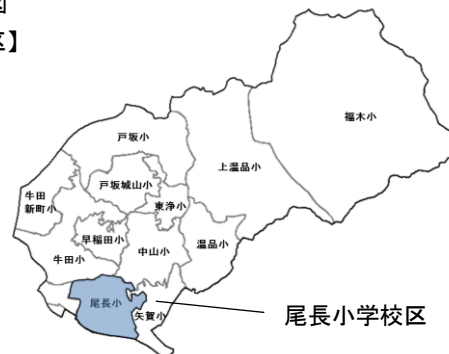 図
区】
福木小
戸坂小
上温品小
戸坂城山小
牛田
新町小
東浄小
早稲田小
中山小
温品小
牛田小
尾長小
矢賀小
尾長小学校区